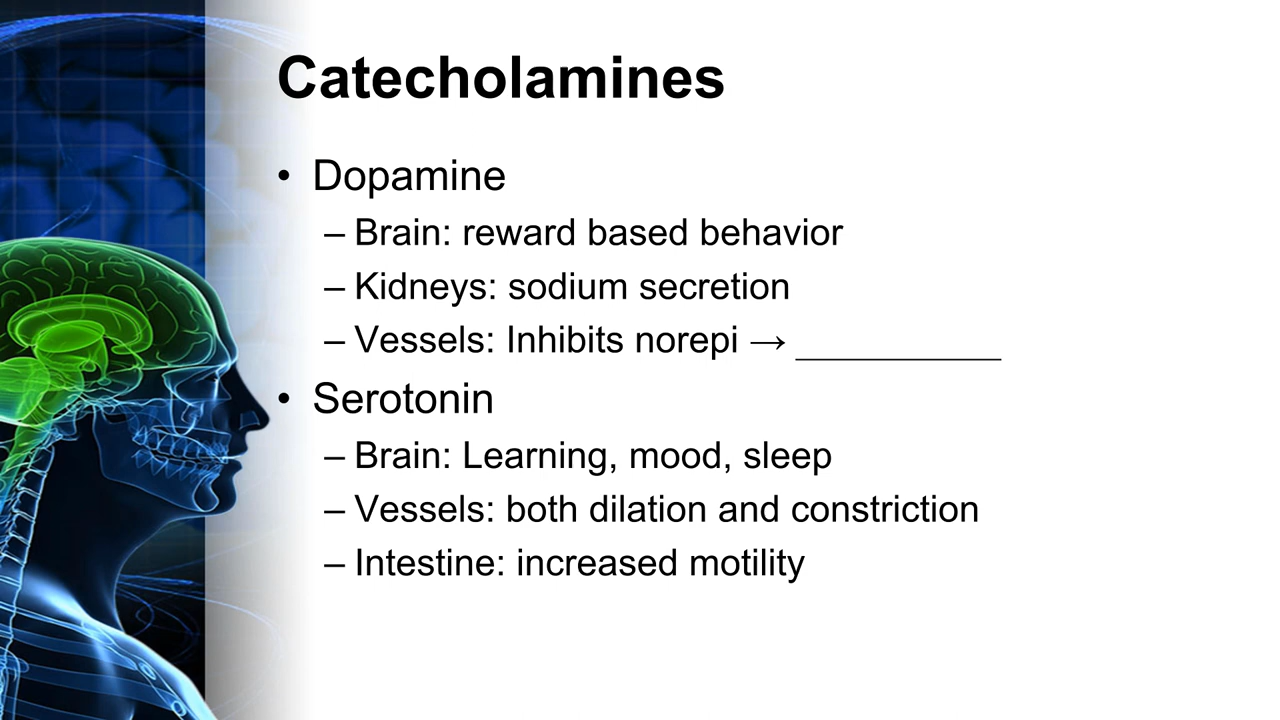 Catecholamines
• Dopamine
– Brain: reward based behavior
– Kidneys: sodium secretion
– Vessels: Inhibits norepi → __________
• Serotonin
– Brain: Learning, mood, sleep
– Vessels: both dilation and constriction
– Intestine: increased motility